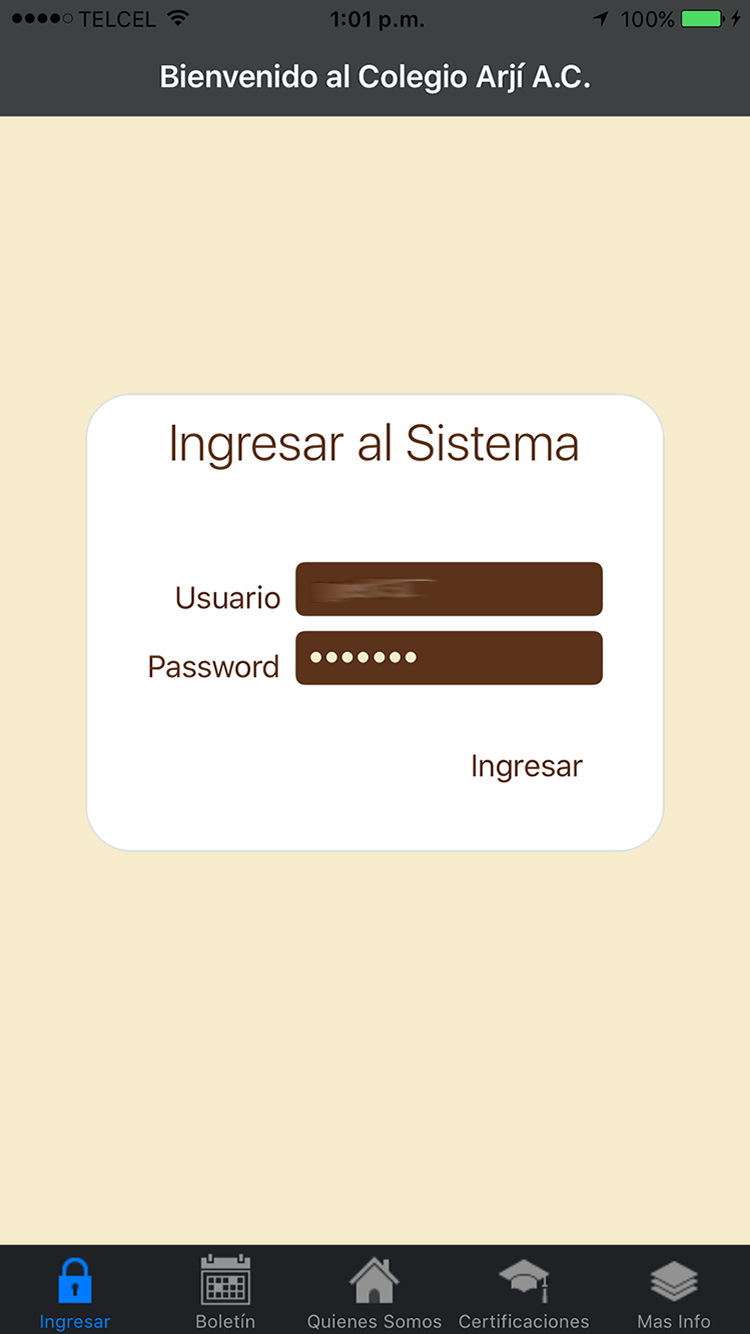 TELCEL 1:01 p.m. 100%
Bienvenido al Colegio Arjí A.C.
Ingresar al Sistema
Usuario
Password
Ingresar
Ingresar Boletín Quienes Somos Certificaciones Mas Info